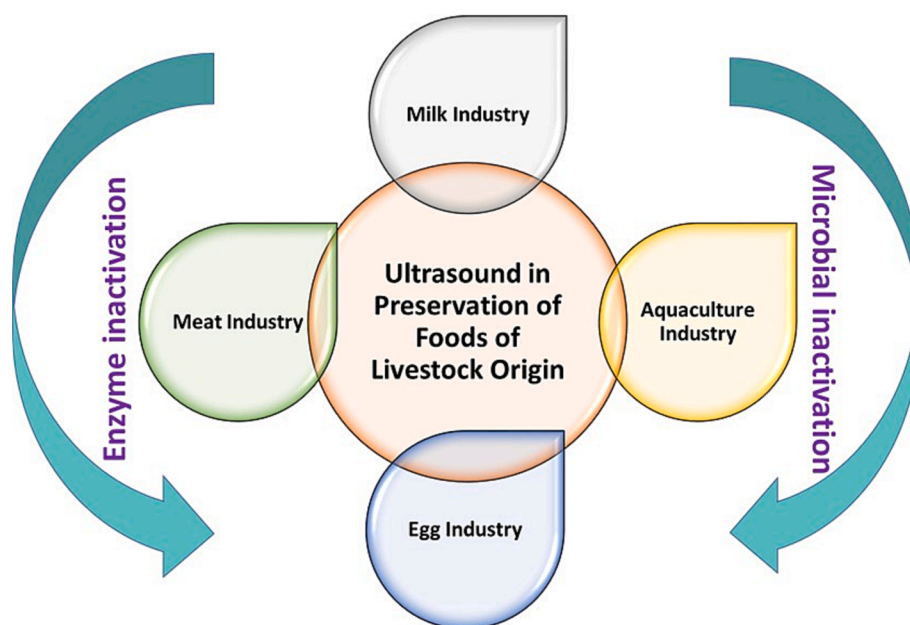 Milk Industry
Enzyme inactivation
Meat Industry
Ultrasound in
Preservation of
Foods of
Livestock Origin
Aquaculture
Industry
Microbial inactivation
Egg Industry